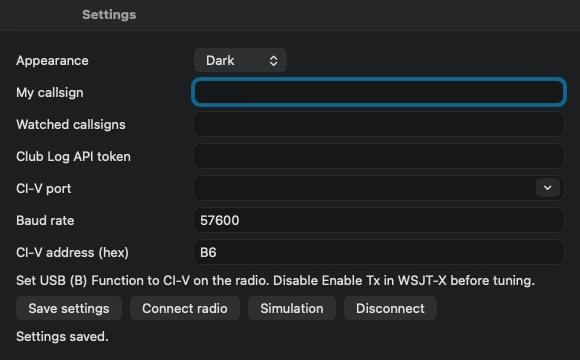 Settings
Appearance Dark
My callsign
Watched callsigns
Club Log API token
CI-V port
Baud rate 57600
CI-V address (hex) B6
Set USB (B) Function to CI-V on the radio. Disable Enable Tx in WSJT-X before tuning.
Save settings Connect radio Simulation Disconnect
Settings saved.